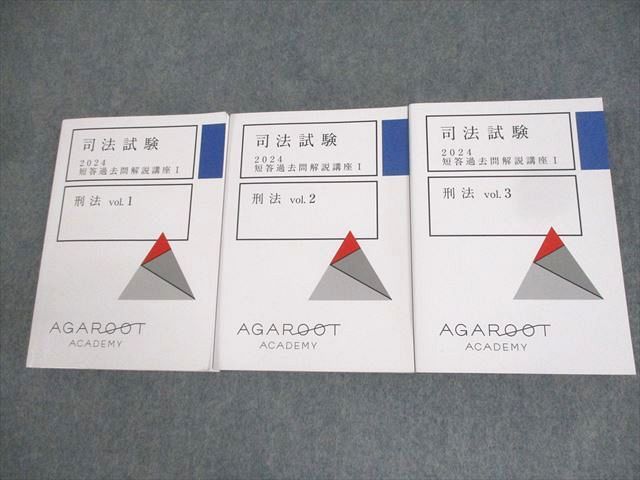 司法試験
2024
短答過去問解説講座 I
刑法 vol. 1
AGAROOT
ACADEMY
司法試験
2024
短答過去問解説講座 I
刑法 vol. 2
AGAROOT
ACADEMY
司法試験
2024
短答過去問解説講座 I
刑法 vol. 3
AGAROOT
ACADEMY